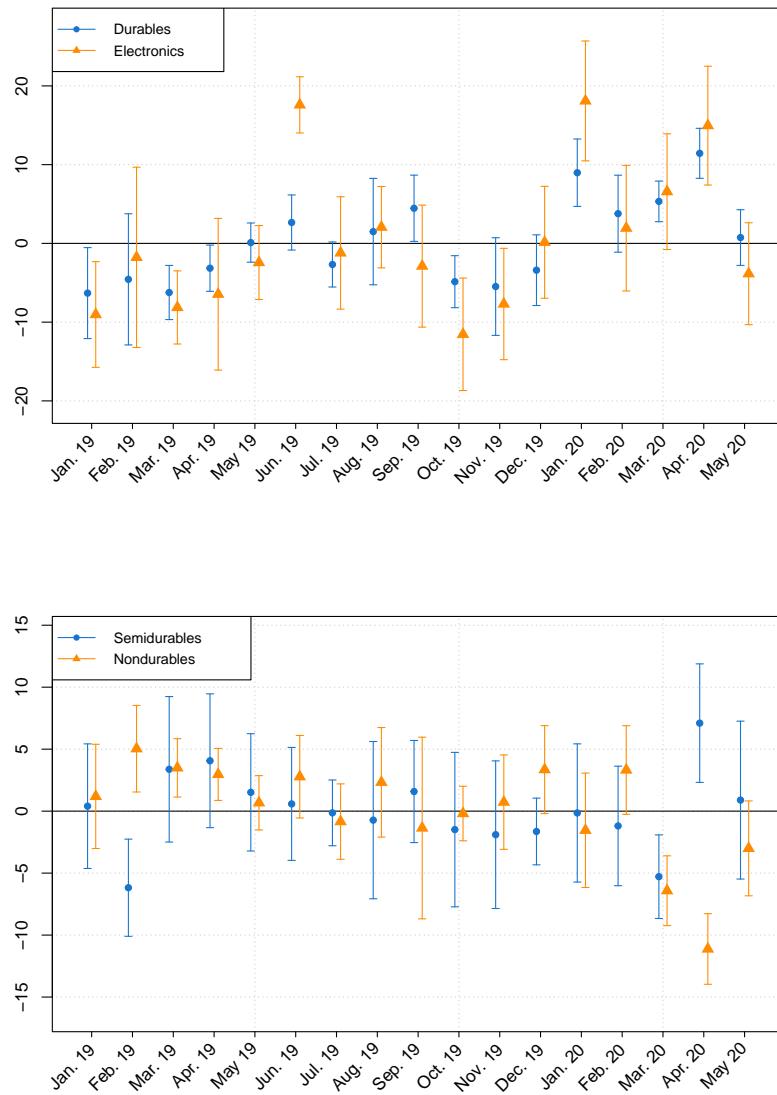 Durables
Electronics
20
10
0
−10
−20
Jan. 19
Feb. 19
Mar. 19
Apr. 19
May 19
Jun. 19
Jul. 19
Aug. 19
Sep. 19
Oct. 19
Nov. 19
Dec. 19
Jan. 20
Feb. 20
Mar. 20
Apr. 20
May 20
Semidurables
Nondurables
15
10
5
0
−5
−10
−15
Jan. 19
Feb. 19
Mar. 19
Apr. 19
May 19
Jun. 19
Jul. 19
Aug. 19
Sep. 19
Oct. 19
Nov. 19
Dec. 19
Jan. 20
Feb. 20
Mar. 20
Apr. 20
May 20